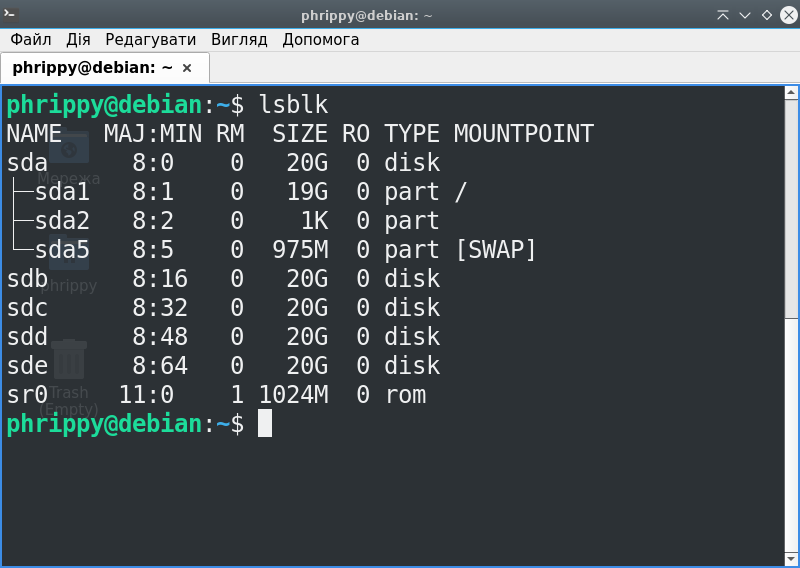 phrippy@debian: ~
Файл Дія Редагувати Вигляд Допомога
phrippy@debian: ~ ×
phrippy@debian:~$ lsblk
NAME   MAJ:MIN RM  SIZE RO TYPE MOUNTPOINT
sda      8:0    0   20G  0 disk
Мережа
├─sda1   8:1    0   19G  0 part /
├─sda2   8:2    0    1K  0 part
└─sda5   8:5    0  975M  0 part [SWAP]
sdb      8:16   0   20G  0 disk
phrippy
sdc      8:32   0   20G  0 disk
sdd      8:48   0   20G  0 disk
sde      8:64   0   20G  0 disk
Trash
sr0     11:0    1 1024M  0 rom
(Empty)
phrippy@debian:~$